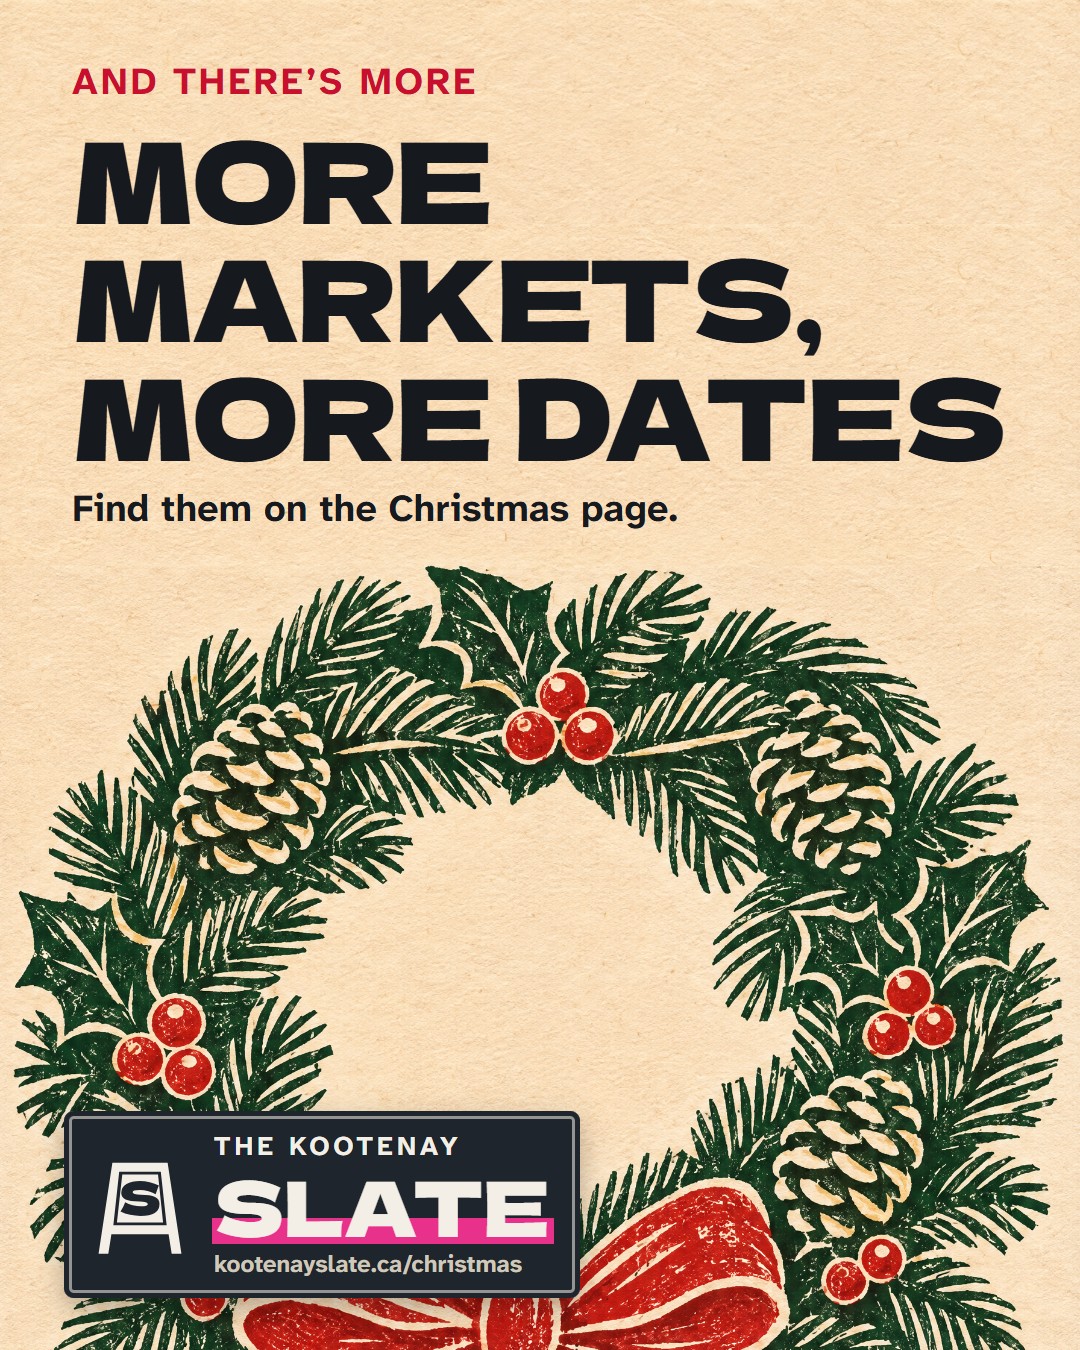 AND THERE’S MORE
MORE
MARKETS,
MORE DATES
Find them on the Christmas page.
S
THE KOOTENAY
SLATE
kootenayslate.ca/christmas